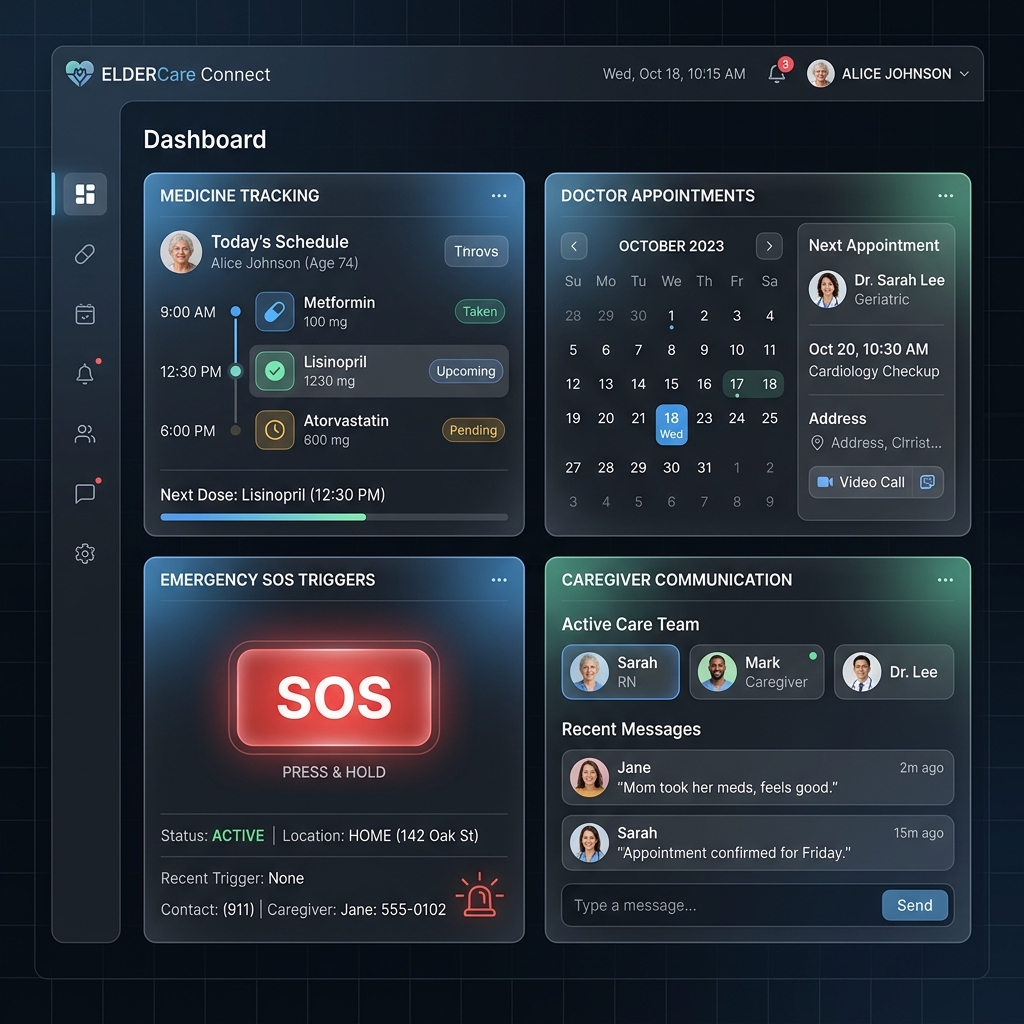 ELDERCare Connect
Wed, Oct 18, 10:15 AM
3
ALICE JOHNSON
Dashboard
MEDICINE TRACKING
Today's Schedule
Alice Johnson (Age 74)
Throvs
9:00 AM
Metformin
100 mg
Taken
12:30 PM
Lisinopril
1230 mg
Upcoming
6:00 PM
Atorvastatin
600 mg
Pending
Next Dose: Lisinopril (12:30 PM)
DOCTOR APPOINTMENTS
OCTOBER 2023
Su Mo Tu We Th Fr Sa
28 29 30 1 2 3 4
5 6 7 8 9 10 11
12 13 14 15 16 17 18
19 20 21 18 23 24 25
Wed
27 28 29 30 31 1 2
3 4 5 6 7 8 9
Next Appointment
Dr. Sarah Lee
Geriatric
Oct 20, 10:30 AM
Cardiology Checkup
Address
Address, Clrriat...
Video Call
EMERGENCY SOS TRIGGERS
SOS
PRESS & HOLD
Status: ACTIVE | Location: HOME (142 Oak St)
Recent Trigger: None
Contact: (911) | Caregiver: Jane: 555-0102
CAREGIVER COMMUNICATION
Active Care Team
Sarah
RN
Mark
Caregiver
Dr. Lee
Recent Messages
Jane
2m ago
"Mom took her meds, feels good."
Sarah
15m ago
"'Appointment confirmed for Friday."
Type a message...
Send